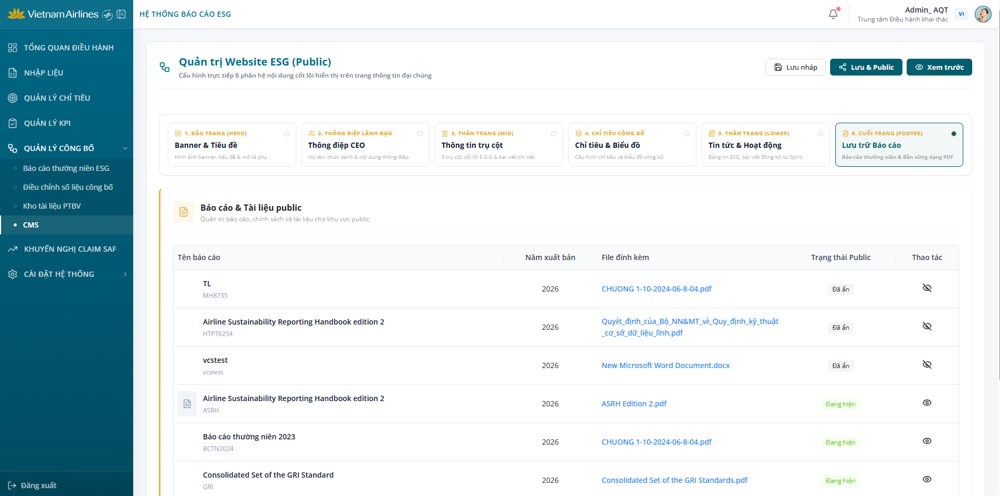 Vietnam Airlines
HỆ THỐNG BÁO CÁO ESG
Admin_ AQT
Trung tâm Điều hành khai thác
VI
TỔNG QUAN ĐIỀU HÀNH
NHẬP LIỆU
QUẢN LÝ CHỈ TIÊU
QUẢN LÝ KPI
QUẢN LÝ CÔNG BỐ
Báo cáo thường niên ESG
Điều chỉnh số liệu công bố
Kho tài liệu PTBV
CMS
KHUYẾN NGHỊ CLAIM SAF
CÀI ĐẶT HỆ THỐNG
Đăng xuất
Quản trị Website ESG (Public)
Cấu hình trực tiếp 6 phân hệ nội dung cốt lõi hiển thị trên trang thông tin đại chúng
Lưu nháp
Lưu & Public
Xem trước
1. ĐẦU TRANG (HERO)
Banner & Tiêu đề
Hình ảnh banner, tiêu đề & mô tả phụ
2. THÔNG ĐIỆP LÃNH ĐẠO
Thông điệp CEO
Họ tên, chức danh & nội dung thông điệp
3. THÂN TRANG (MID)
Thông tin trụ cột
3 trụ cột cốt lõi E-S-G & bài viết chi tiết
4. CHỈ TIÊU CÔNG BỐ
Chỉ tiêu & Biểu đồ
Cấu hình chỉ tiêu và biểu đồ công bố
5. THÂN TRANG (LOWER)
Tin tức & Hoạt động
Bảng tin ESG, bài viết đồng bộ từ Spirit
6. CUỐI TRANG (FOOTER)
Lưu trữ Báo cáo
Báo cáo thường niên & Bền vững dạng PDF
Báo cáo & Tài liệu public
Quản trị báo cáo, chính sách và tài liệu cho khu vực public.
Tên báo cáo Năm xuất bản File đính kèm Trạng thái Public Thao tác
TL
MH8735
2026
CHUONG 1-10-2024-06-8-04.pdf
Đã ẩn
Airline Sustainability Reporting Handbook edition 2
HTPT6254
2026
Quyết_định_của_Bộ_NN&MT_về_Quy_định_kỹ_thuật
_cơ_sở_dữ_liệu_lĩnh.pdf
Đã ẩn
vcstest
vcstest
2026
New Microsoft Word Document.docx
Đã ẩn
Airline Sustainability Reporting Handbook edition 2
ASRH
2026
ASRH Edition 2.pdf
Đang hiện
Báo cáo thường niên 2023
BCTN2024
2026
CHUONG 1-10-2024-06-8-04.pdf
Đang hiện
Consolidated Set of the GRI Standard
GRI
2026
Consolidated Set of the GRI Standards.pdf
Đang hiện